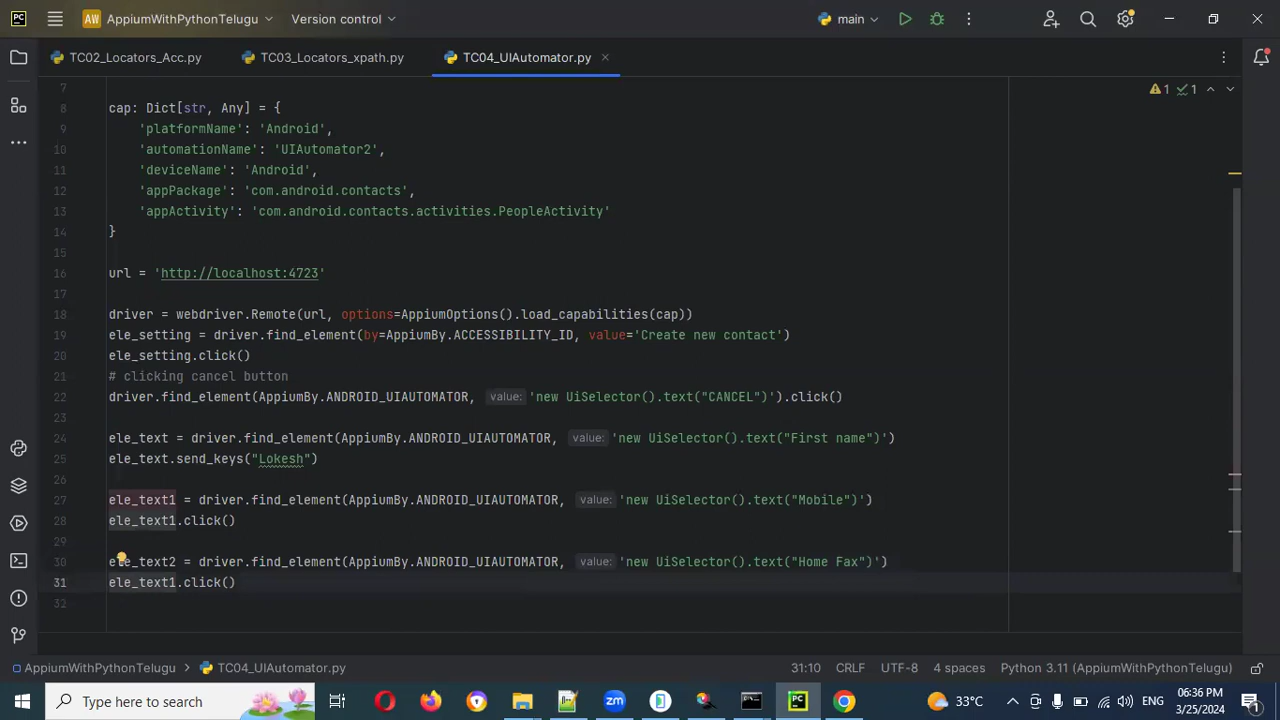 PC AW AppiumWithPythonTelugu Version control main
TC02_Locators_Acc.py TC03_Locators_xpath.py TC04_UIAutomator.py
7
8 cap: Dict[str, Any] = { 1 1
9 'platformName': 'Android',
10 'automationName': 'UIAutomator2',
11 'deviceName': 'Android',
12 'appPackage': 'com.android.contacts',
13 'appActivity': 'com.android.contacts.activities.PeopleActivity'
14 }
15
16 url = 'http://localhost:4723'
17
18 driver = webdriver.Remote(url, options=AppiumOptions().load_capabilities(cap))
19 ele_setting = driver.find_element(by=AppiumBy.ACCESSIBILITY_ID, value='Create new contact')
20 ele_setting.click()
21 # clicking cancel button
22 driver.find_element(AppiumBy.ANDROID_UIAUTOMATOR, value: 'new UiSelector().text("CANCEL")').click()
23
24 ele_text = driver.find_element(AppiumBy.ANDROID_UIAUTOMATOR, value: 'new UiSelector().text("First name")')
25 ele_text.send_keys("Lokesh")
26
27 ele_text1 = driver.find_element(AppiumBy.ANDROID_UIAUTOMATOR, value: 'new UiSelector().text("Mobile")')
28 ele_text1.click()
29
30 ele_text2 = driver.find_element(AppiumBy.ANDROID_UIAUTOMATOR, value: 'new UiSelector().text("Home Fax")')
31 ele_text1.click()
32
AppiumWithPythonTelugu TC04_UIAutomator.py 31:10 CRLF UTF-8 4 spaces Python 3.11 (AppiumWithPythonTelugu)
Type here to search zm PC 33°C ENG 06:36 PM
3/25/2024 1